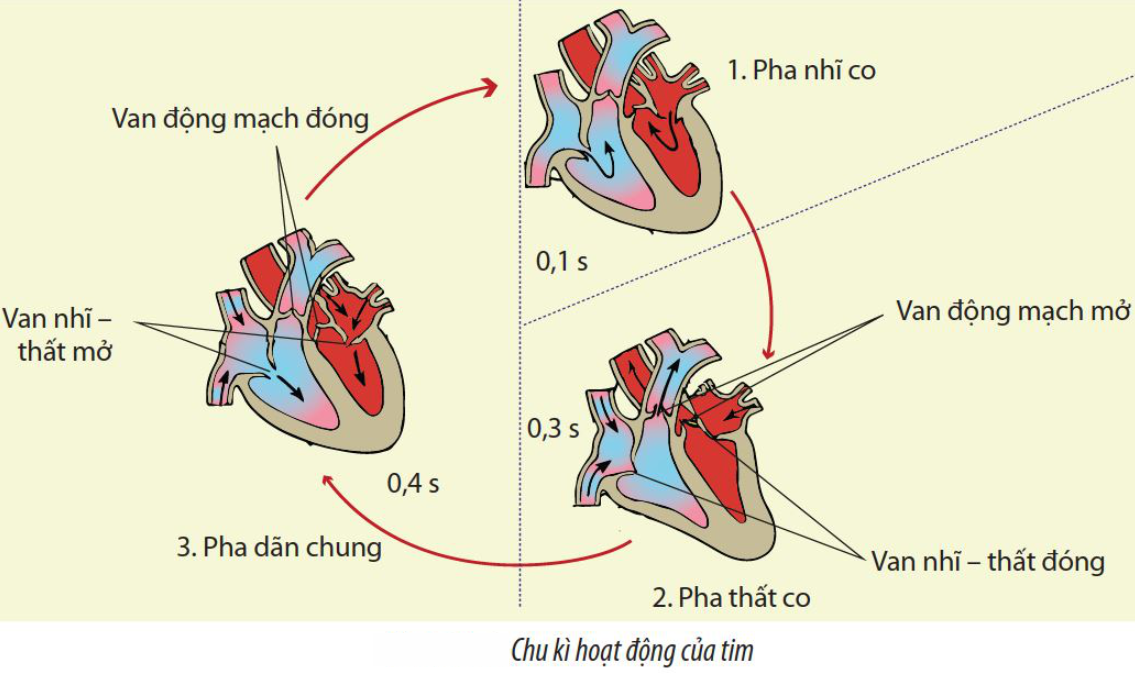 1. Pha nhĩ co
Van động mạch đóng
0,1 s
Van động mạch mở
Van nhĩ –
thất mở
0,3 s
0,4 s
3. Pha dãn chung
Van nhĩ – thất đóng
2. Pha thất co
Chu kì hoạt động của tim